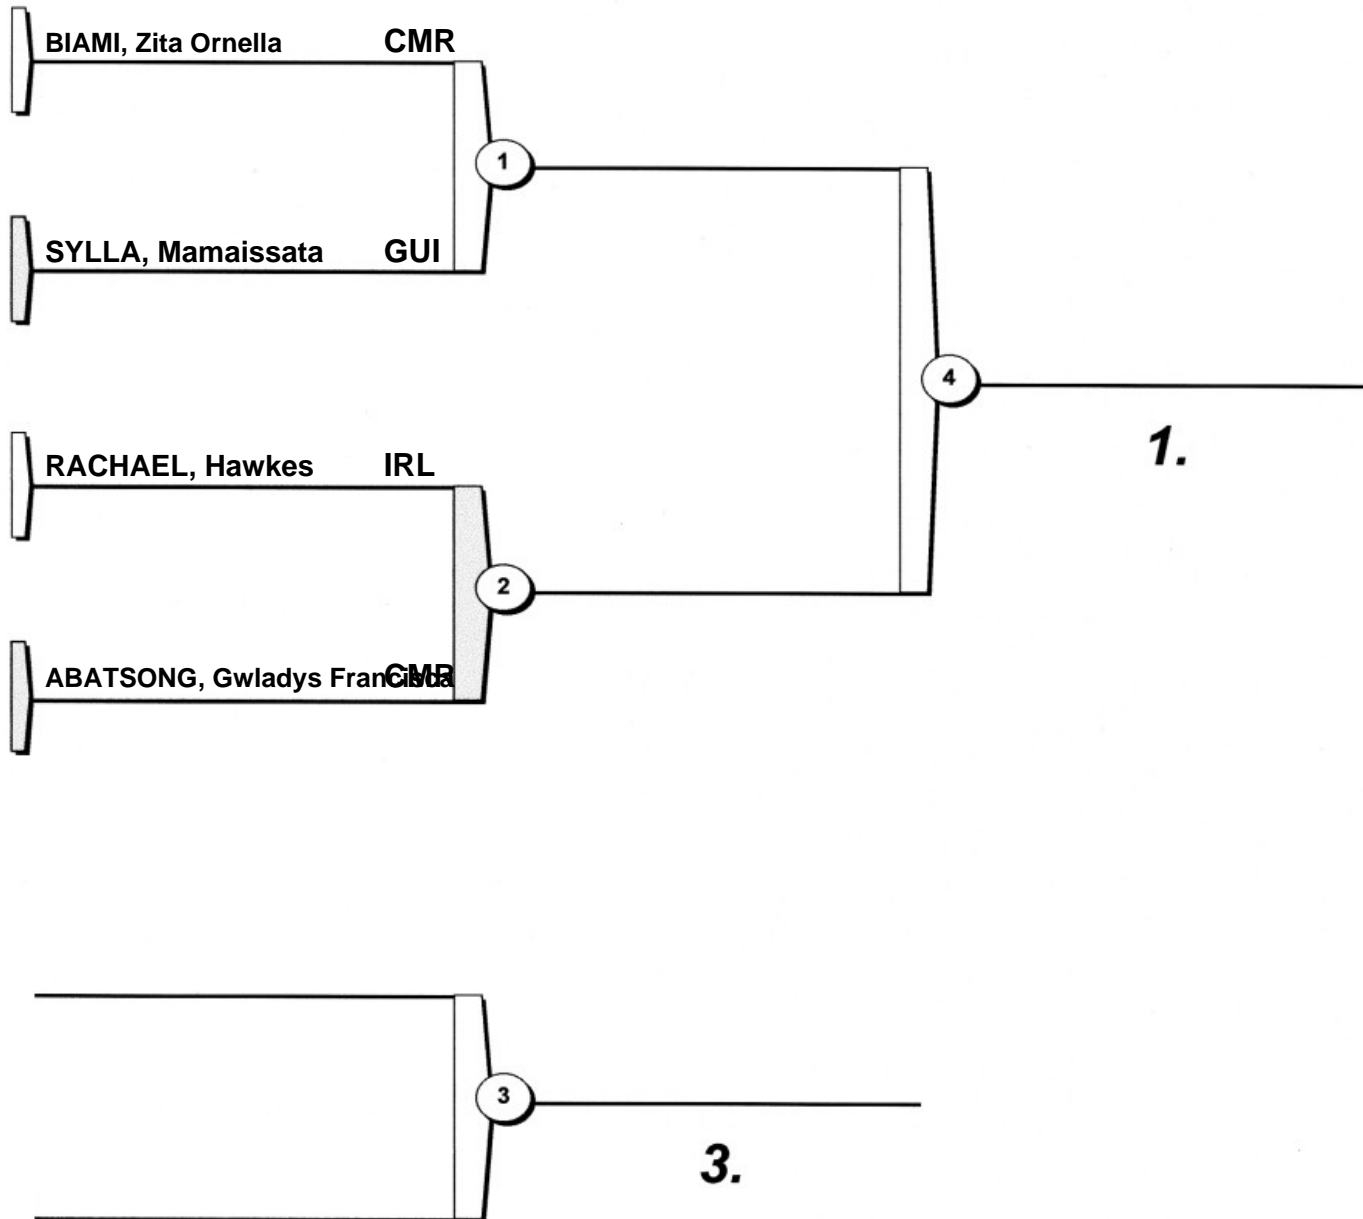 BIAMI, Zita Ornella CMR
1
SYLLA, Mamaissata GUI
4
1.
RACHAEL, Hawkes IRL
2
ABATSONG, Gwladys Francisca CMR
3
3.